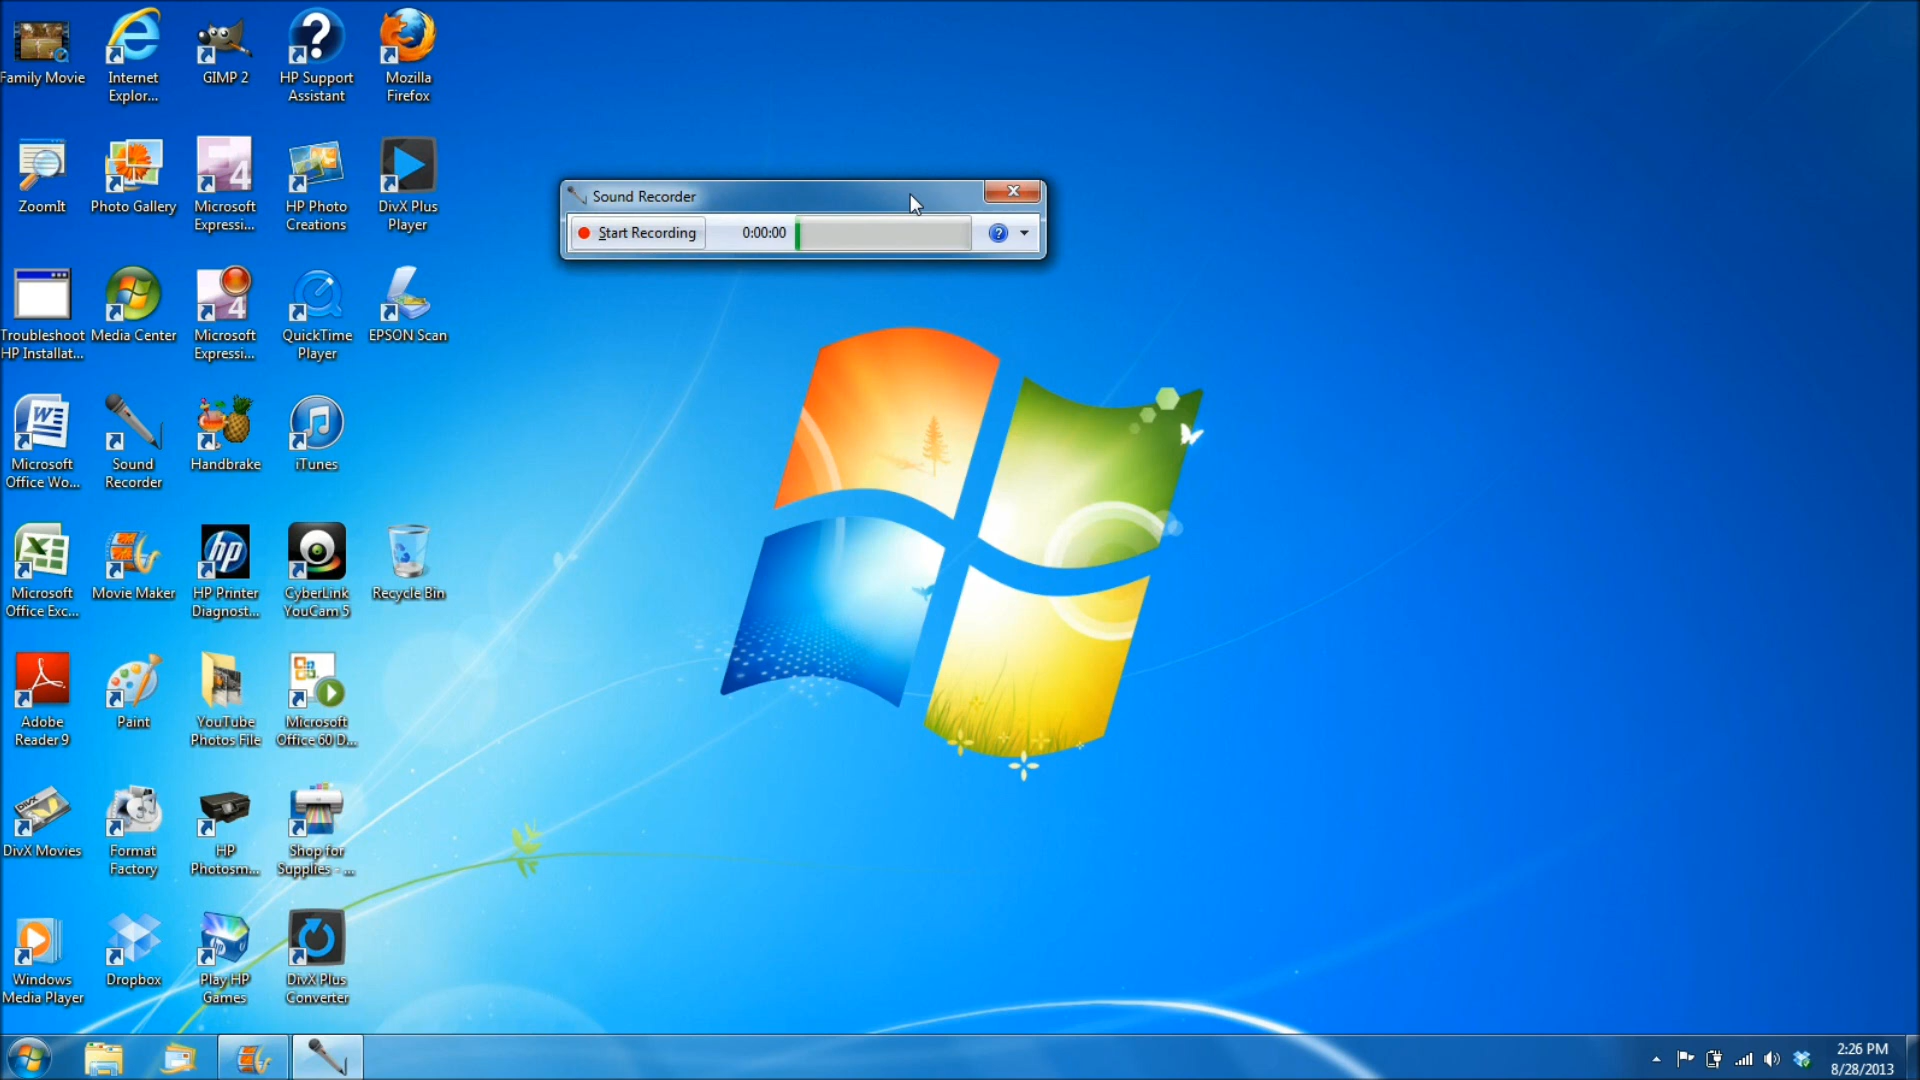 Family Movie
Internet
Explor...
GIMP 2
HP Support
Assistant
Mozilla
Firefox
ZoomIt
Photo Gallery
Microsoft
Expressi...
HP Photo
Creations
DivX Plus
Player
Sound Recorder
Start Recording
0:00:00
Troubleshoot
HP Installat...
Media Center
Microsoft
Expressi...
QuickTime
Player
EPSON Scan
Microsoft
Office Wo...
Sound
Recorder
Handbrake
iTunes
Microsoft
Office Exc...
Movie Maker
HP Printer
Diagnost...
CyberLink
YouCam 5
Recycle Bin
Adobe
Reader 9
Paint
YouTube
Photos File
Microsoft
Office 60 D...
DivX Movies
Format
Factory
HP
Photosm...
Shop for
Supplies - ...
Windows
Media Player
Dropbox
Play HP
Games
DivX Plus
Converter
2:26 PM
8/28/2013